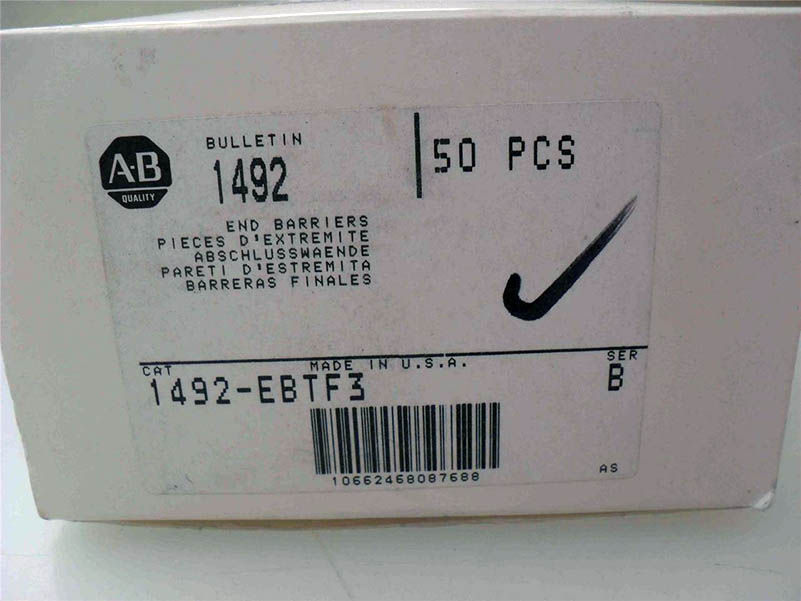 A-B
QUALITY
BULLETIN
1492
50 PCS
END BARRIERS
PIECES D'EXTREMITE
ABSCHLUSSWAENDE
PARETI D'ESTREMITA
BARRERAS FINALES
CAT
MADE IN U.S.A.
SER
1492-EBTF3
B
10662468087688
AS